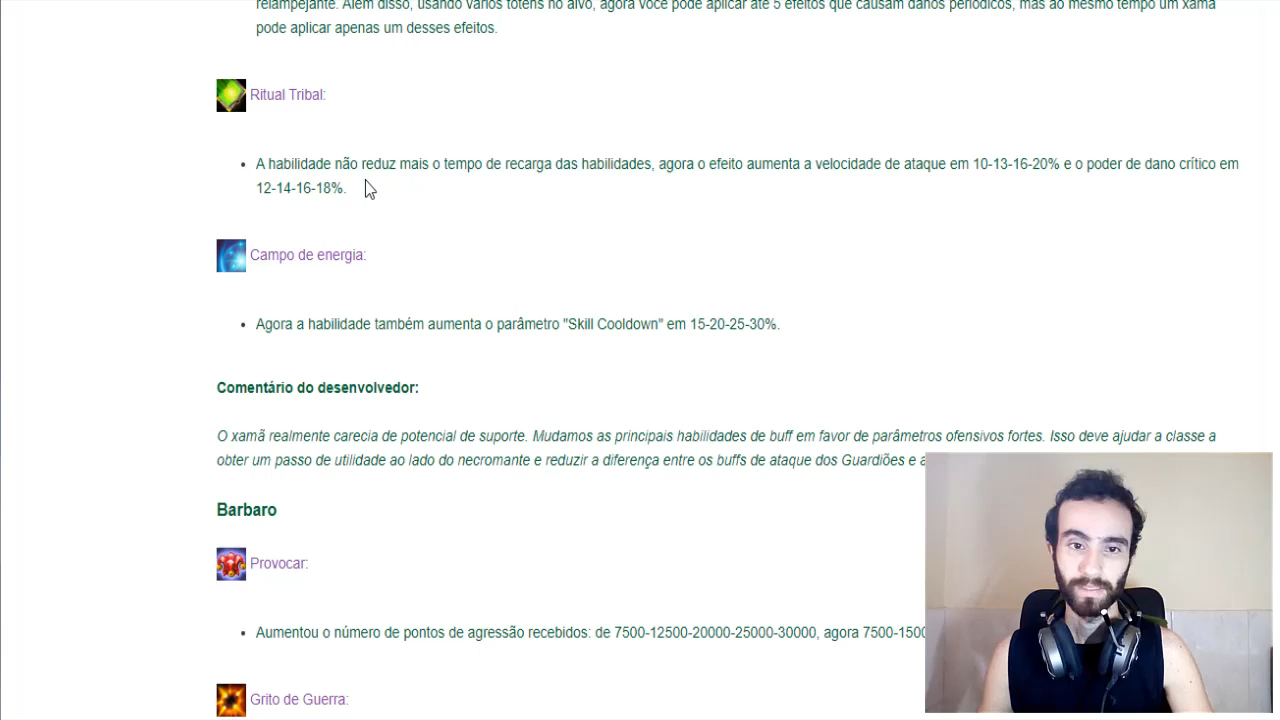 relampejante. Além disso, usando vários totens no alvo, agora você pode aplicar até 5 efeitos que causam danos periódicos, mas ao mesmo tempo um xamã
pode aplicar apenas um desses efeitos.
Ritual Tribal:
• A habilidade não reduz mais o tempo de recarga das habilidades, agora o efeito aumenta a velocidade de ataque em 10-13-16-20% e o poder de dano crítico em
12-14-16-18%.
Campo de energia:
• Agora a habilidade também aumenta o parâmetro "Skill Cooldown" em 15-20-25-30%.
Comentário do desenvolvedor:
O xamã realmente carecia de potencial de suporte. Mudamos as principais habilidades de buff em favor de parâmetros ofensivos fortes. Isso deve ajudar a classe a
obter um passo de utilidade ao lado do necromante e reduzir a diferença entre os buffs de ataque dos Guardiões e
Barbaro
Provocar:
• Aumentou o número de pontos de agressão recebidos: de 7500-12500-20000-25000-30000, agora 7500-1500
Grito de Guerra: